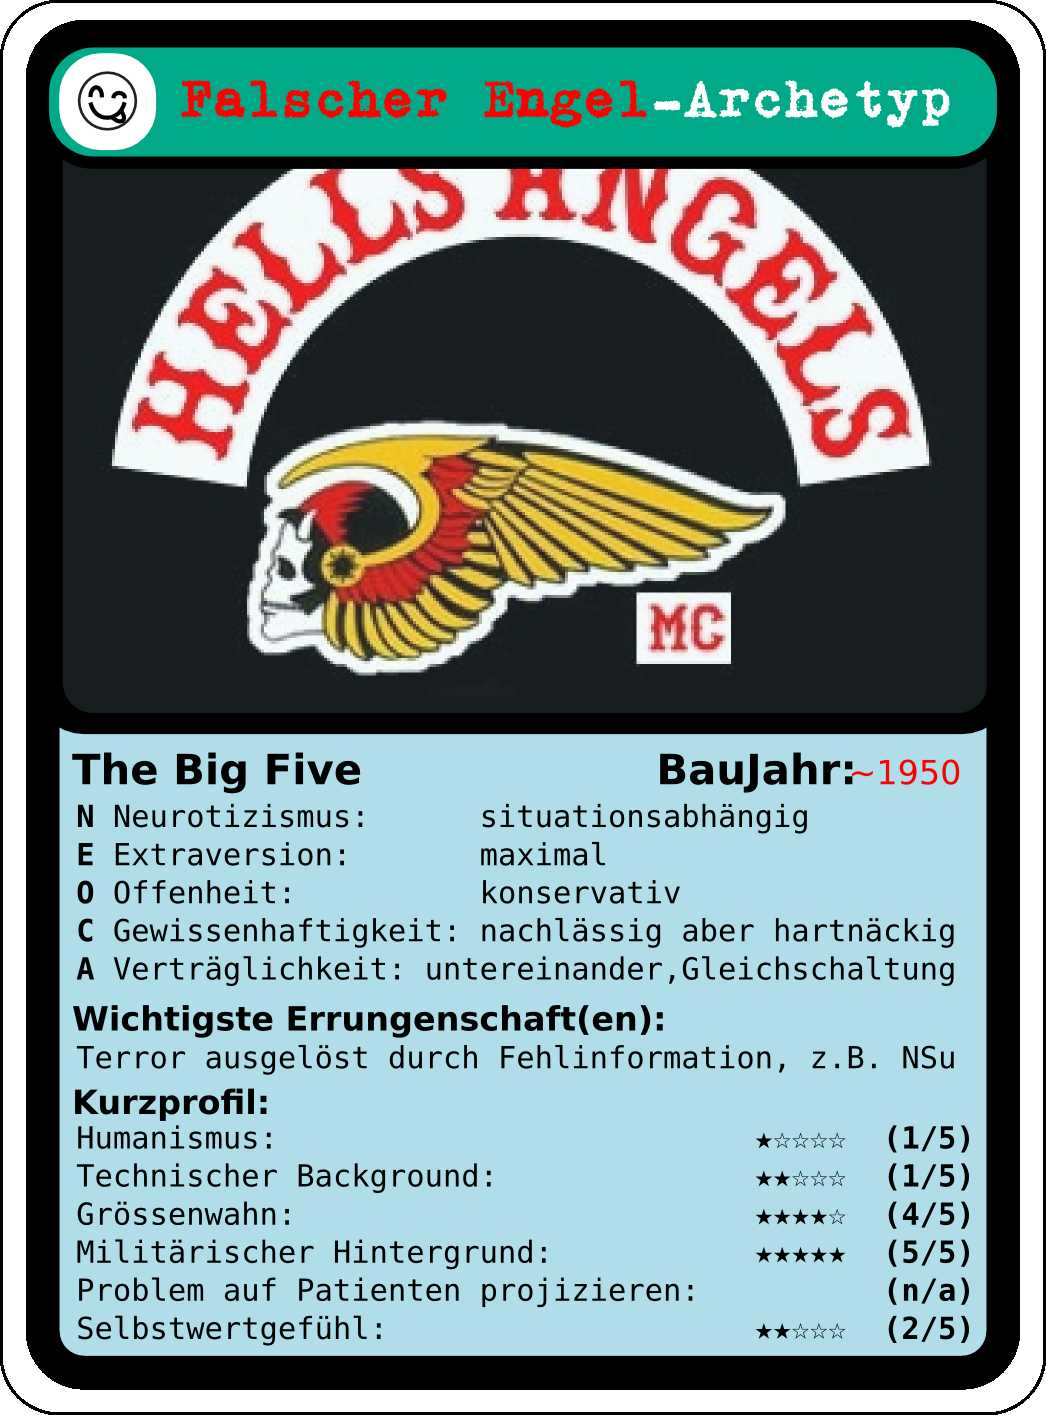 Falscher Engel-Archetyp
HELLS ANGELS
MC
The Big Five BauJahr:~1950
N Neurotizismus: situationsabhängig
E Extraversion: maximal
O Offenheit: konservativ
C Gewissenhaftigkeit: nachlässig aber hartnäckig
A Verträglichkeit: untereinander,Gleichschaltung
Wichtigste Errungenschaft(en):
Terror ausgelöst durch Fehlinformation, z.B. NSu
Kurzprofil:
Humanismus: ★☆☆☆☆ (1/5)
Technischer Background: ★★☆☆☆ (1/5)
Grössenwahn: ★★★★☆ (4/5)
Militärischer Hintergrund: ★★★★★ (5/5)
Problem auf Patienten projizieren: (n/a)
Selbstwertgefühl: ★★☆☆☆ (2/5)